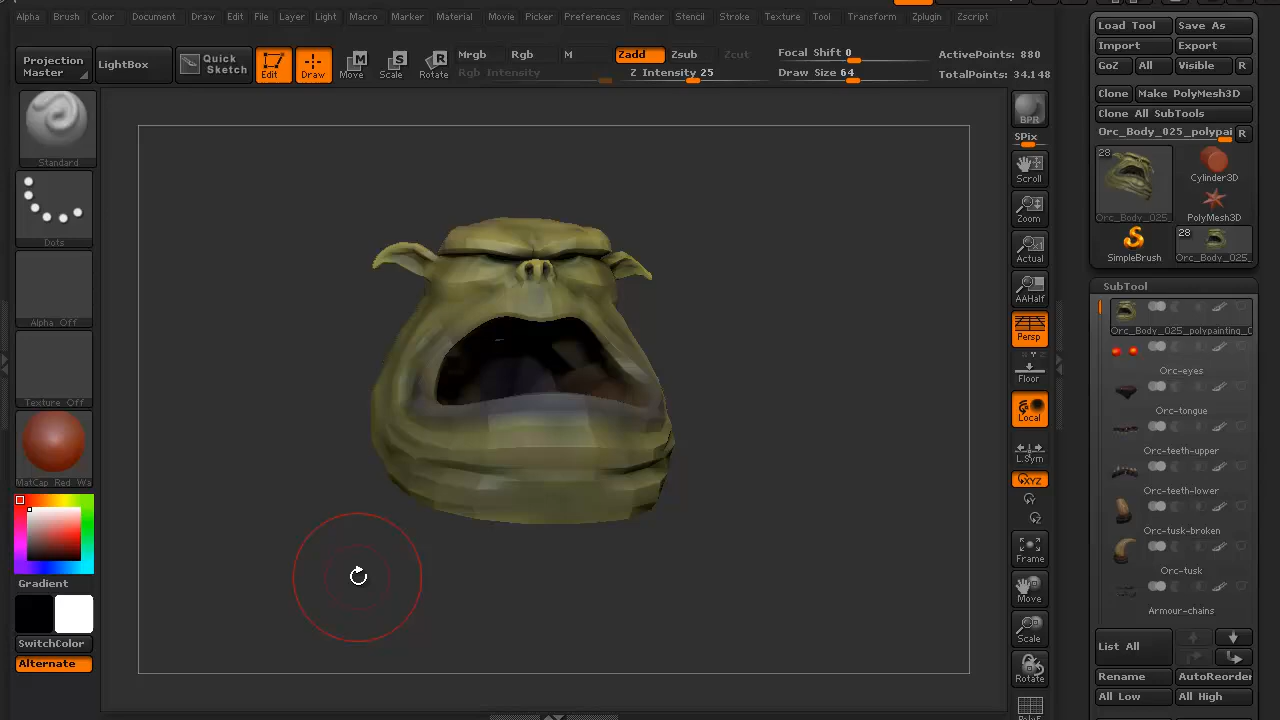 Alpha Brush Color Document Draw Edit File Layer Light Macro Marker Material Movie Picker Preferences Render Stencil Stroke Texture Tool Transform Zplugin Zscript
Projection Master
LightBox
Quick Sketch
Edit
Draw
Move
Scale
Rotate
Mrgb Rgb M Zadd Zsub Zcut
Rgb Intensity
Z Intensity 25
Focal Shift 0
Draw Size 64
ActivePoints: 880
TotalPoints: 34.148
Standard
Dots
Alpha Off
Texture Off
MatCap Red Wa
Gradient
SwitchColor
Alternate
BPR
SPix
Scroll
Zoom
Actual
AAHalf
Persp
Floor
Local
L.Sym
XYZ
Frame
Move
Scale
Rotate
PolyF
Load Tool Save As
Import Export
GoZ All Visible R
Clone Make PolyMesh3D
Clone All SubTools
Orc_Body_025_polypai R
28
Orc_Body_025_
Cylinder3D
PolyMesh3D
SimpleBrush
28
Orc_Body_025_
SubTool
Orc_Body_025_polypainting_0
Orc-eyes
Orc-tongue
Orc-teeth-upper
Orc-teeth-lower
Orc-tusk-broken
Orc-tusk
Armour-chains
List All
Rename AutoReorder
All Low All High